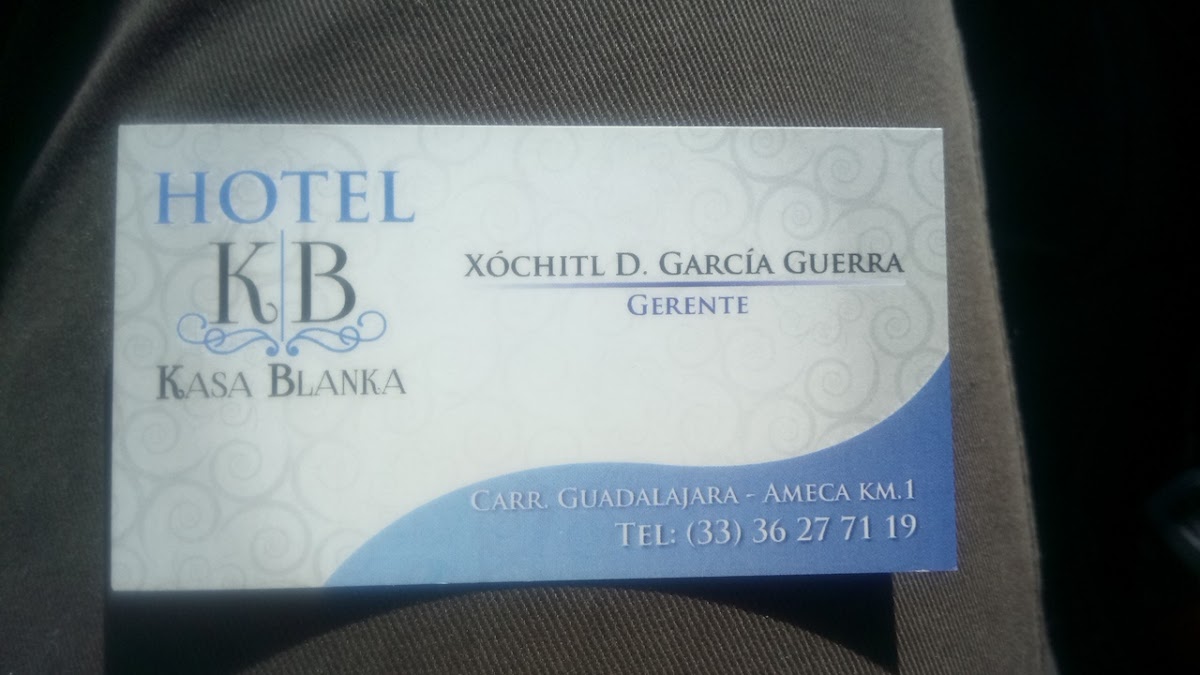 HOTEL
K B
KASA BLANKA
XÓCHITL D. GARCÍA GUERRA
GERENTE
CARR. GUADALAJARA - AMECA KM.1
TEL: (33) 36 27 71 19